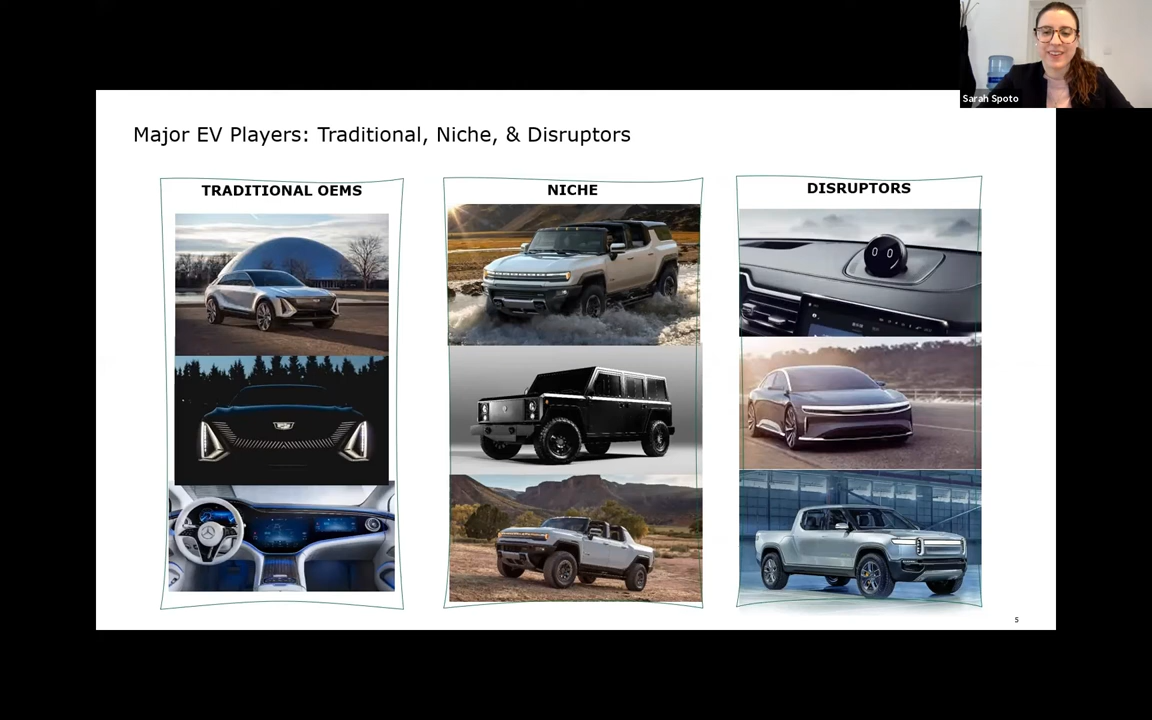 Sarah Spoto
Major EV Players: Traditional, Niche, & Disruptors
TRADITIONAL OEMS
NICHE
DISRUPTORS
5